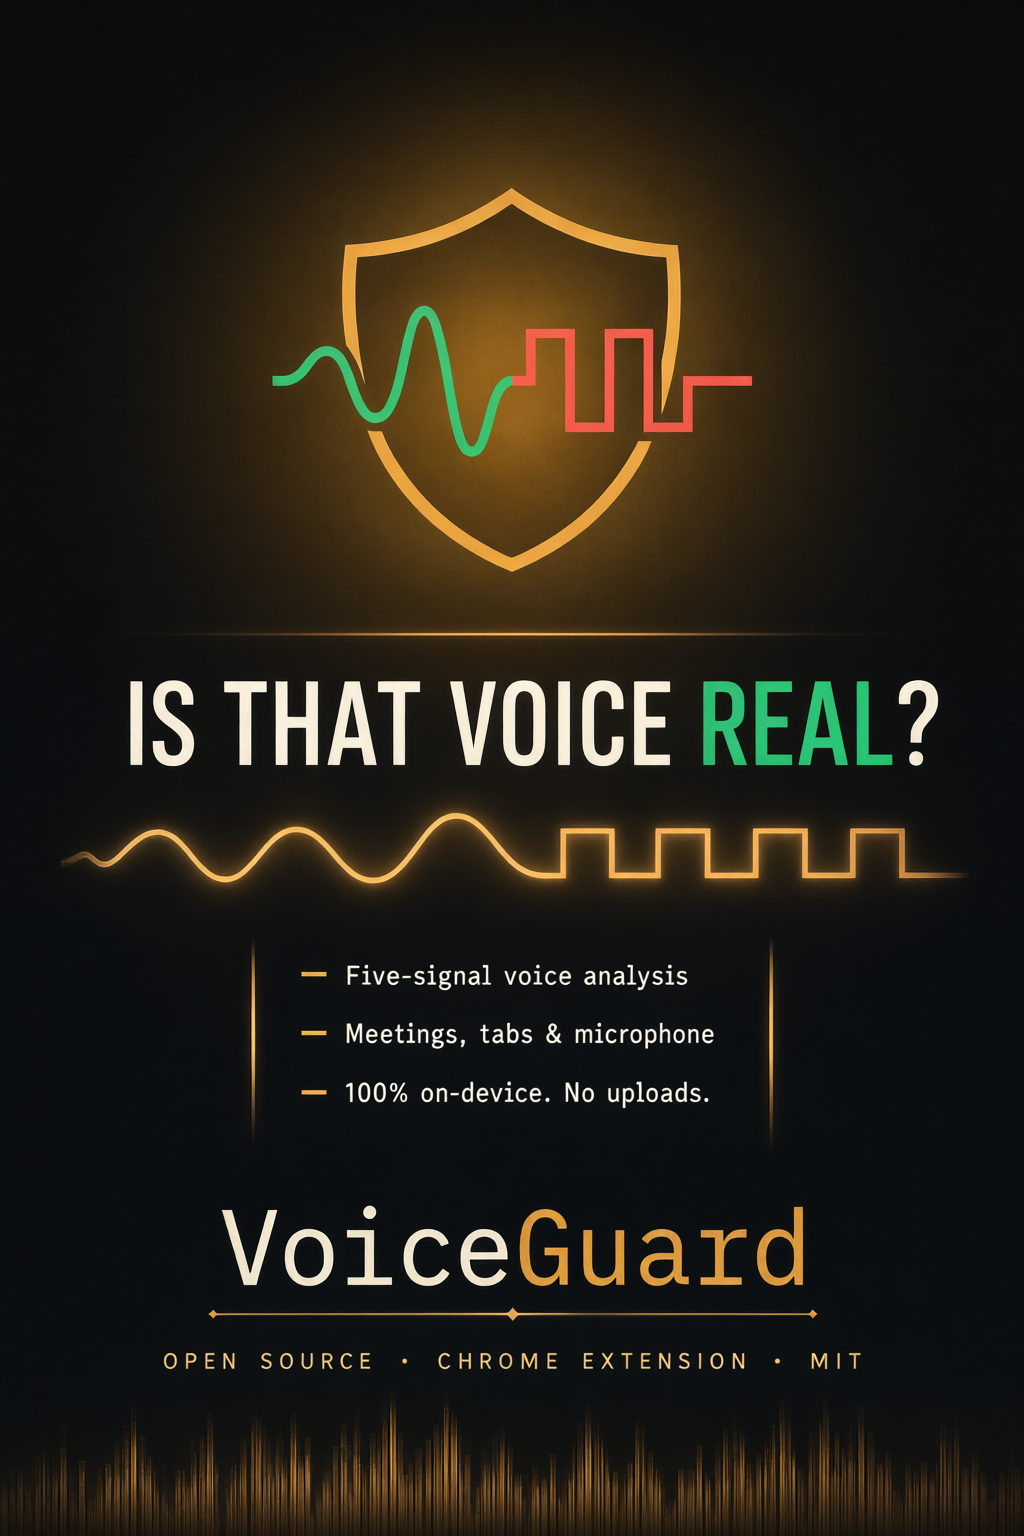 IS THAT VOICE REAL?
Five-signal voice analysis
Meetings, tabs & microphone
100% on-device. No uploads.
VoiceGuard
OPEN SOURCE • CHROME EXTENSION • MIT